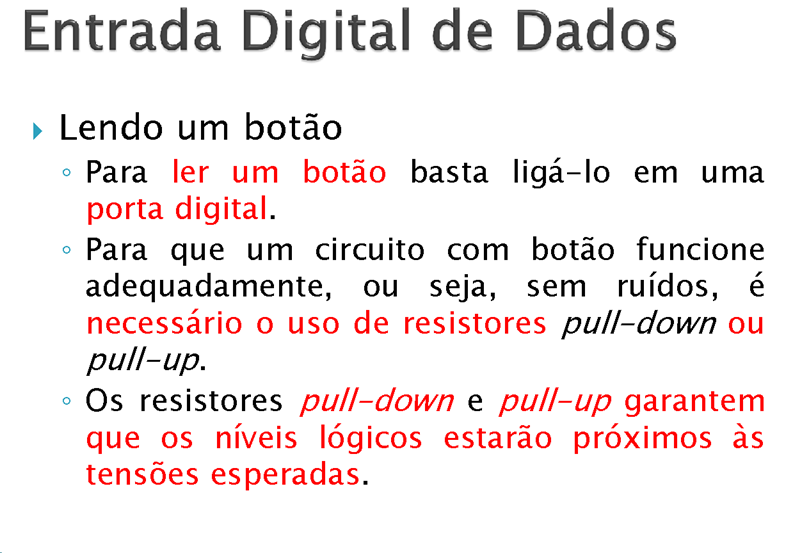 Entrada Digital de Dados
Lendo um botão
Para ler um botão basta ligá-lo em uma
porta digital.
Para que um circuito com botão funcione
adequadamente, ou seja, sem ruídos, é
necessário o uso de resistores pull-down ou
pull-up.
Os resistores pull-down e pull-up garantem
que os níveis lógicos estarão próximos às
tensões esperadas.